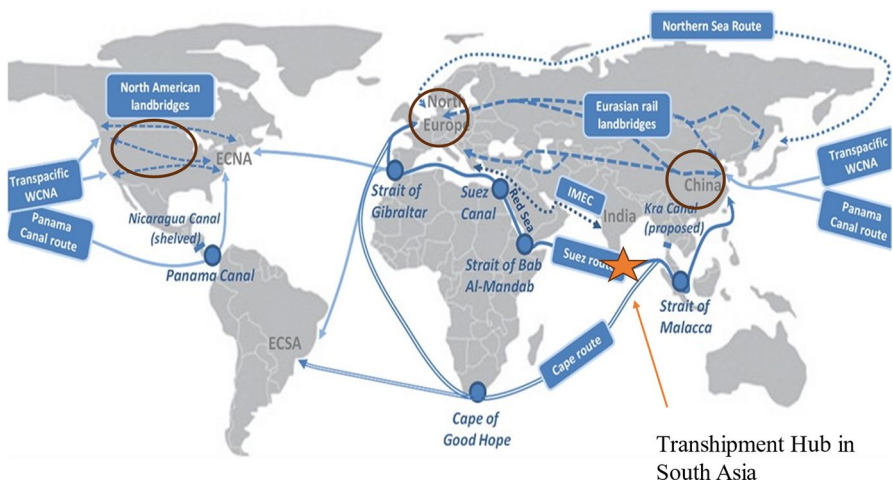 Northern Sea Route
North American
landbridges
North
Europe
Eurasian rail
landbridges
ECNA
Transpacific
WCNA
Transpacific
WCNA
China
Strait of
Gibraltar
Suez
Canal
Red Sea
IMEC
India
Kra Canal
(proposed)
Panama
Canal route
Panama
Canal route
Nicaragua Canal
(shelved)
Panama Canal
Strait of Bab
Al-Mandab
Suez route
Strait of
Malacca
ECSA
Cape route
Cape of
Good Hope
Transhipment Hub in
South Asia